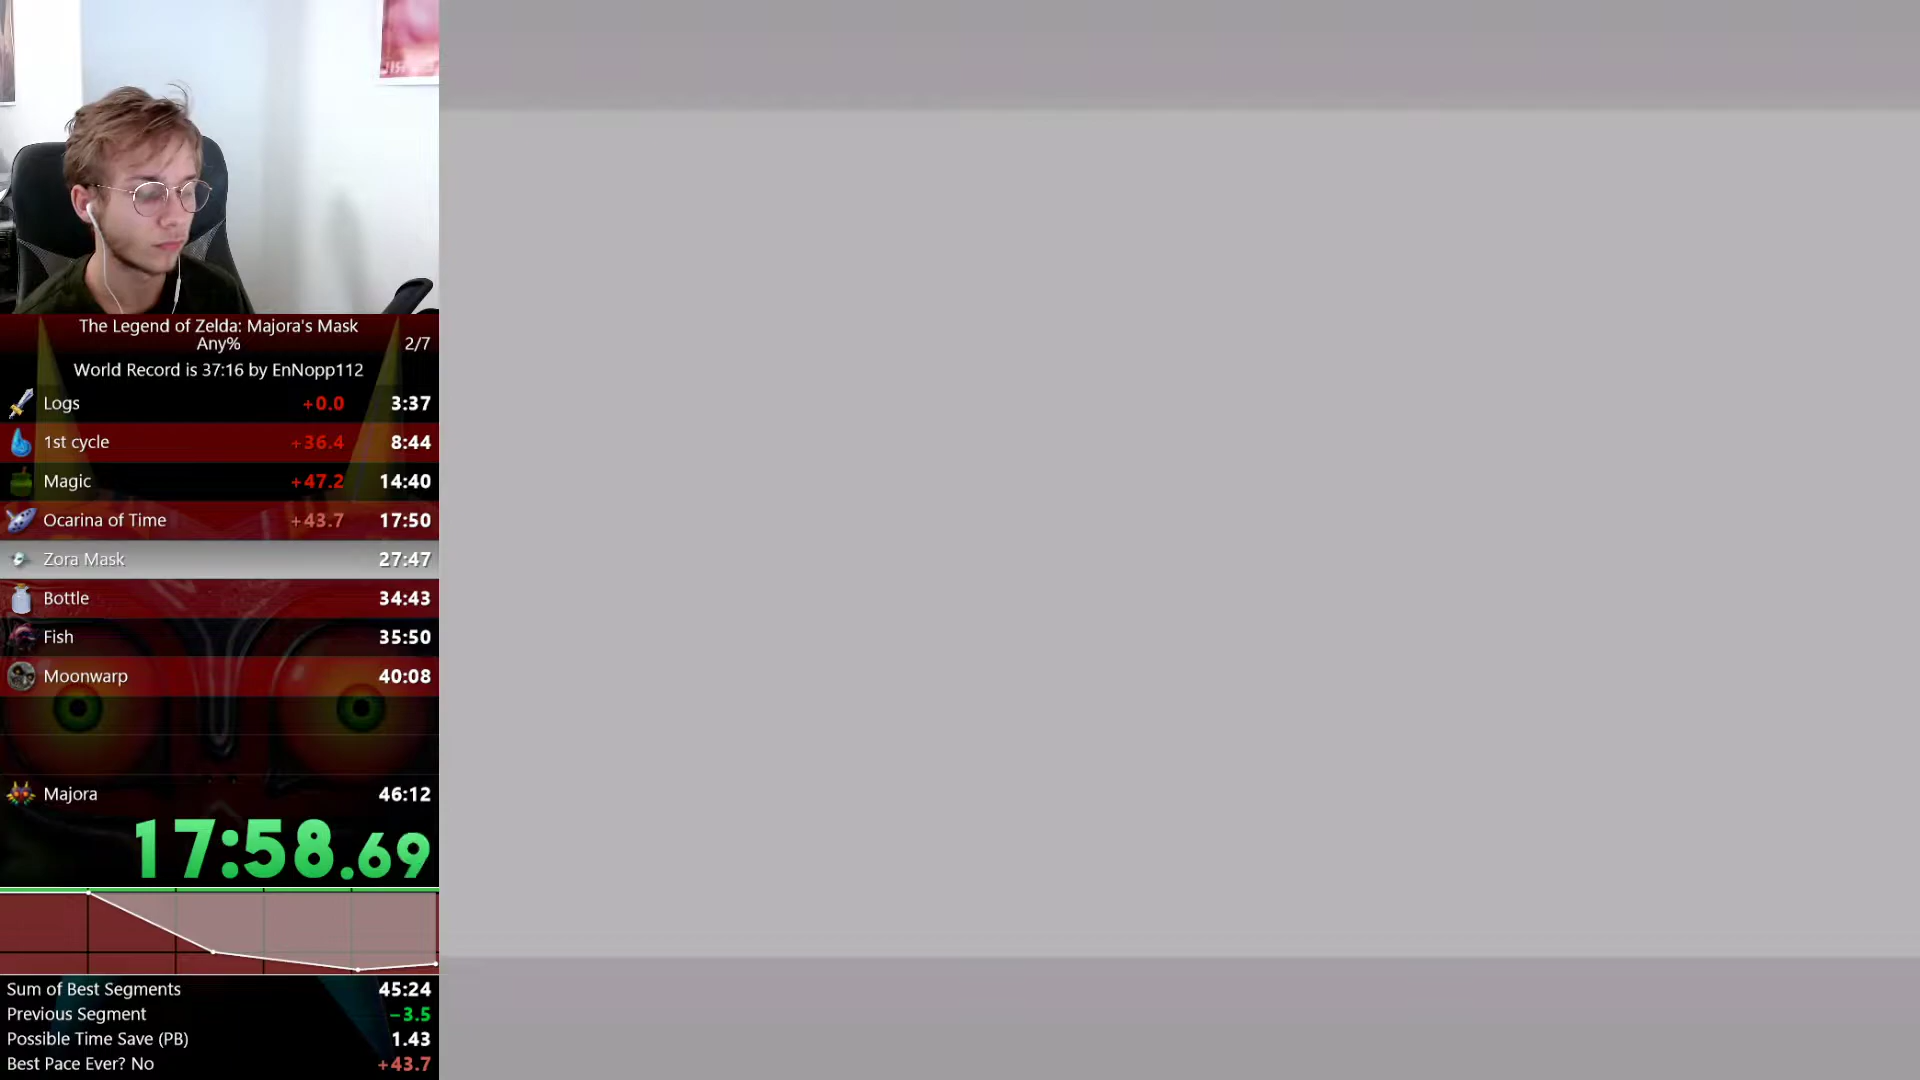 The Legend of Zelda: Majora's Mask
Any% 2/7
World Record is 37:16 by EnNopp112
Logs +0.0 3:37
1st cycle +36.4 8:44
Magic +47.2 14:40
Ocarina of Time +43.7 17:50
Zora Mask 27:47
Bottle 34:43
Fish 35:50
Moonwarp 40:08
Majora 46:12
17:58.69
Sum of Best Segments 45:24
Previous Segment −3.5
Possible Time Save (PB) 1.43
Best Pace Ever? No +43.7